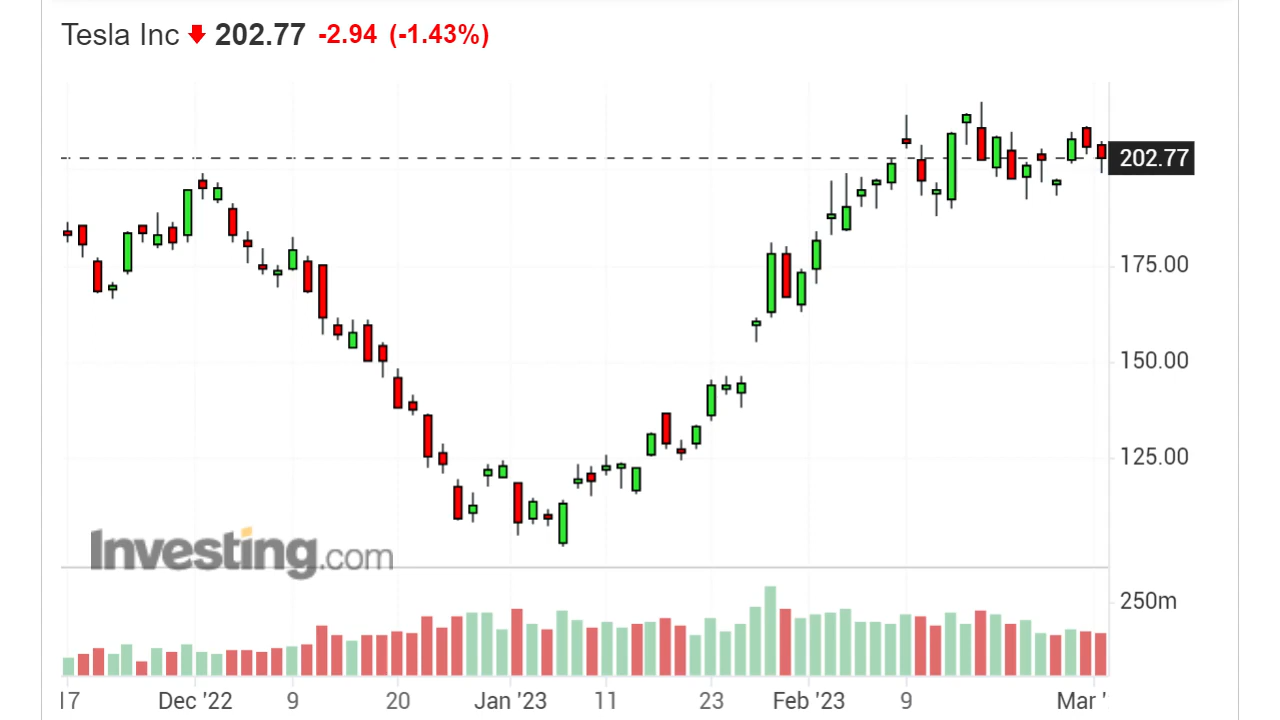 Tesla Inc 202.77 -2.94 (-1.43%)
202.77
175.00
150.00
125.00
Investing.com
250m
17 Dec '22 9 20 Jan '23 11 23 Feb '23 9 Mar '